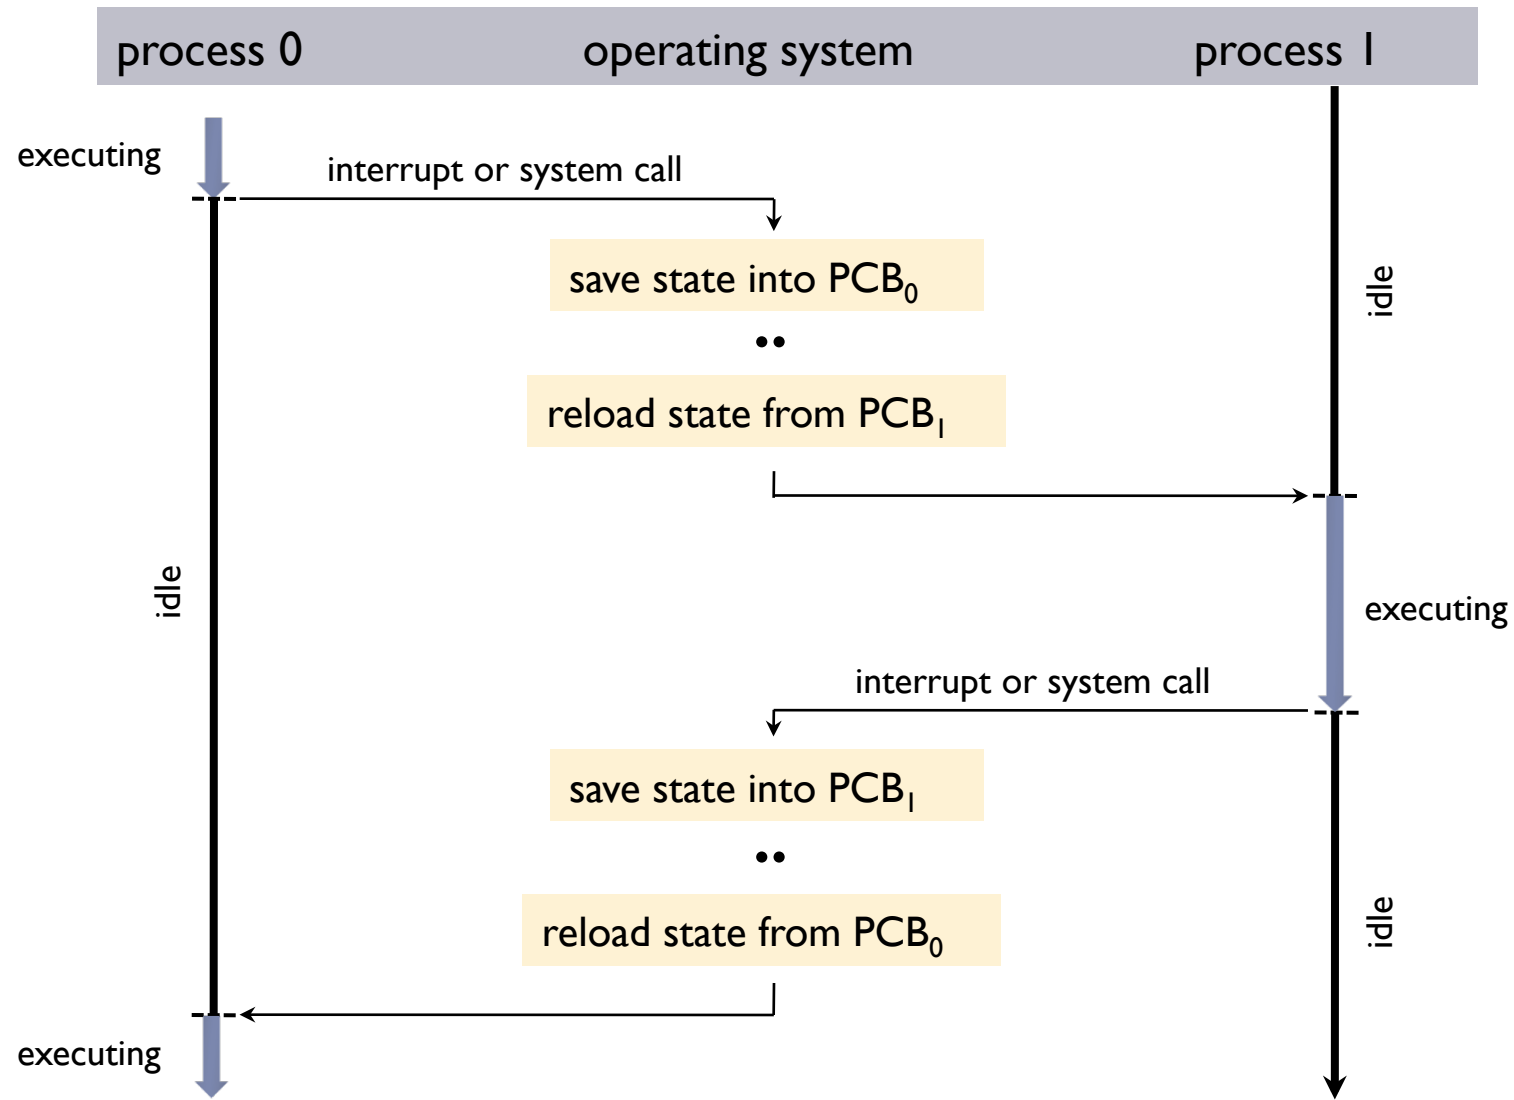 process 0 operating system process 1
executing
interrupt or system call
save state into PCB₀
••
idle
reload state from PCB₁
idle
executing
interrupt or system call
save state into PCB₁
••
idle
reload state from PCB₀
executing